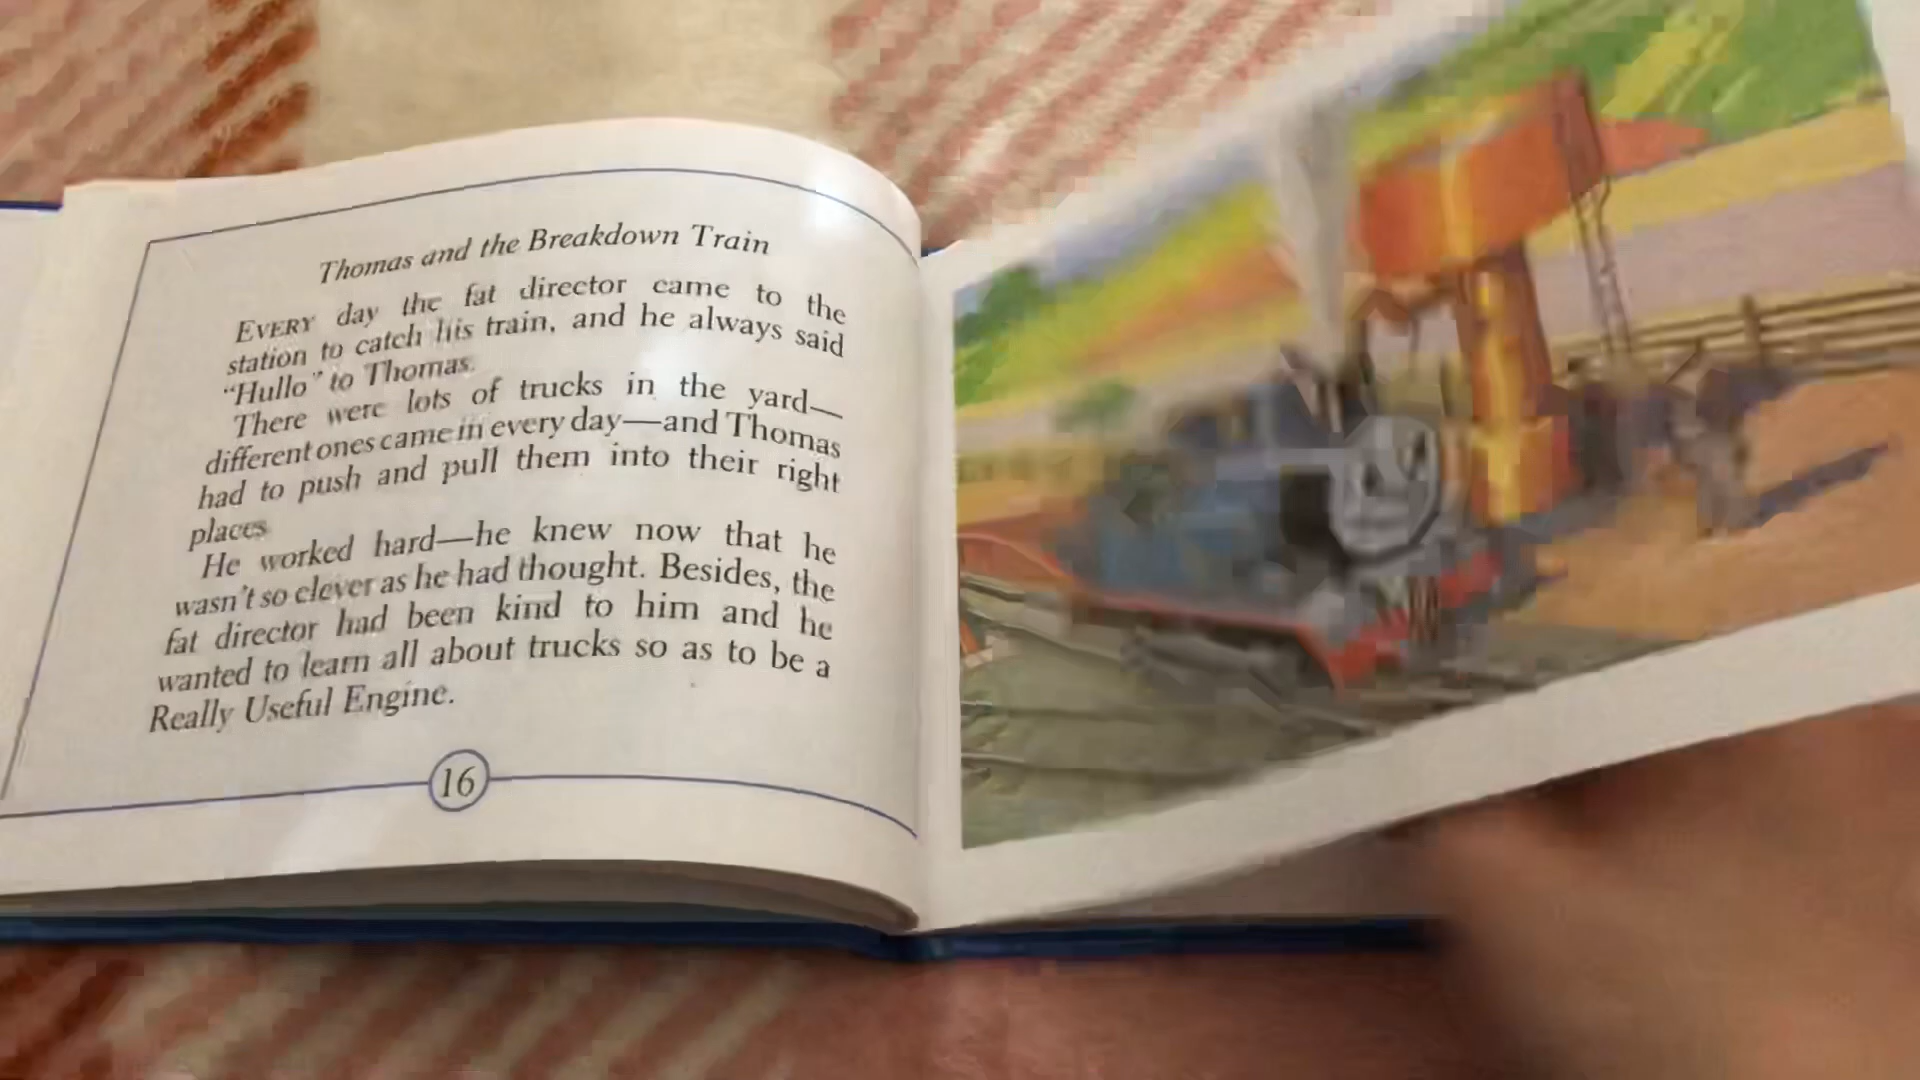 Thomas and the Breakdown Train
EVERY day the fat director came to the
station to catch his train, and he always said
“Hullo” to Thomas.
There were lots of trucks in the yard—
different ones came in every day—and Thomas
had to push and pull them into their right
places
He worked hard—he knew now that he
wasn't so clever as he had thought. Besides, the
fat director had been kind to him and he
wanted to learn all about trucks so as to be a
Really Useful Engine.
16